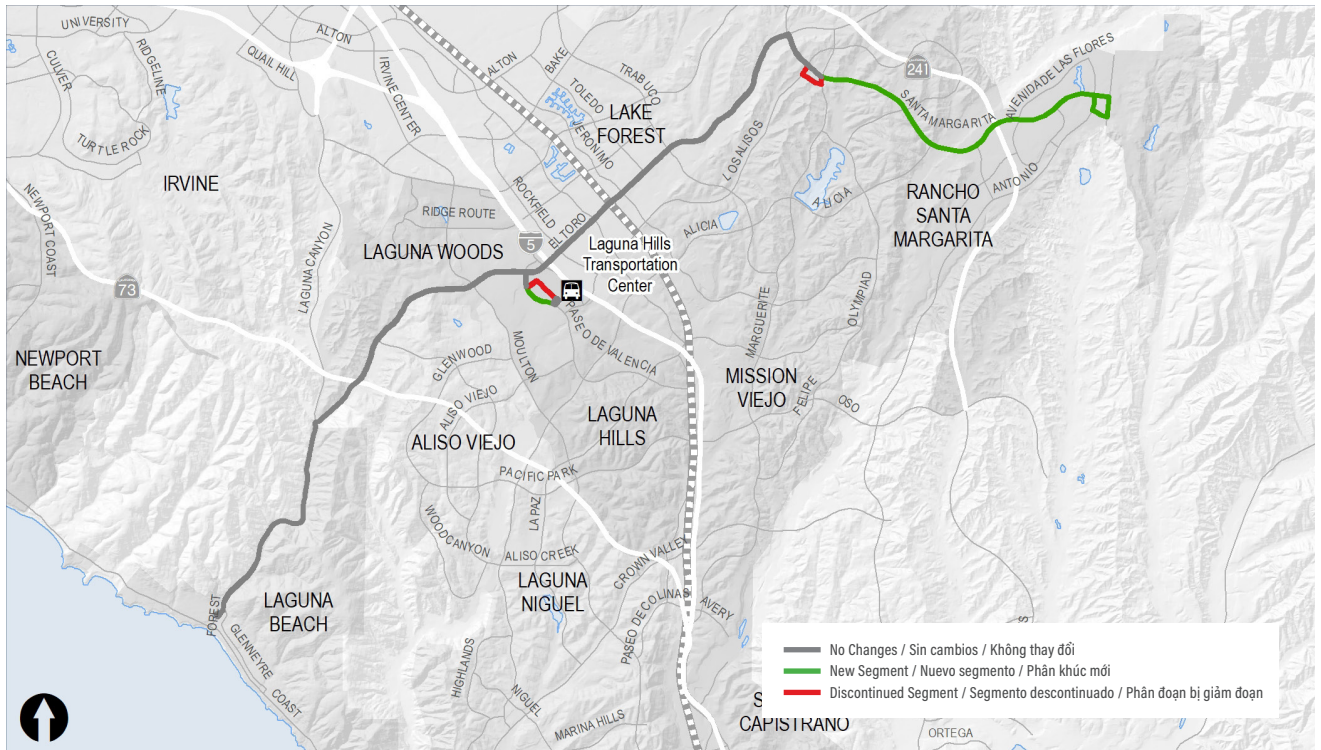 UNIVERSITY
ALTON
CULVER
RIDGELINE
QUAIL HILL
ALTON
BAKE
TRABUCO
241
AVENIDA DE LAS FLORES
IRVINE CENTER
TOLEDO
JERONIMO
SANTA MARGARITA
TURTLE ROCK
LAKE
FOREST
LOS ALISOS
IRVINE
ROCKFIELD
ANTONIO
NEWPORT COAST
RIDGE ROUTE
EL TORO
ALICIA
ALICIA
RANCHO
SANTA
MARGARITA
LAGUNA WOODS
5
Laguna Hills
Transportation
Center
LAGUNA CANYON
73
PASEO DE VALENCIA
MARGUERITE
OLYMPIAD
NEWPORT
BEACH
GLENWOOD
MOULTON
MISSION
VIEJO
FELIPE
OSO
ALISO VIEJO
ALISO VIEJO
LAGUNA
HILLS
PACIFIC PARK
LA PAZ
WOOD CANYON
ALISO CREEK
CROWN VALLEY
LAGUNA
NIGUEL
LAGUNA
BEACH
FOREST
GLENNEYRE
COAST
PASEO DE COLINAS
AVERY
HIGHLANDS
NIGUEL
MARINA HILLS
S
S
CAPISTRANO
ORTEGA
No Changes / Sin cambios / Không thay đổi
New Segment / Nuevo segmento / Phân khúc mới
Discontinued Segment / Segmento descontinuado / Phân đoạn bị giảm đoạn